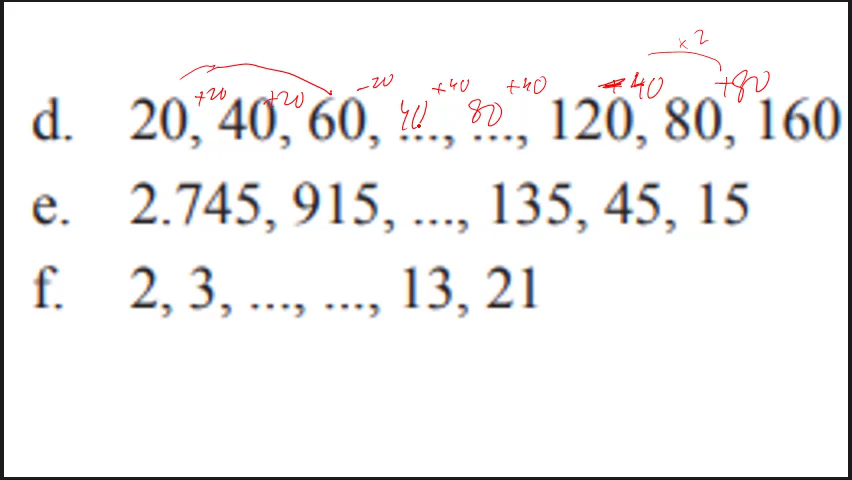 × 2
+20 +20 -20 +40 +40 -40 +80
d. 20, 40, 60, ..., ..., 120, 80, 160
40 80
e. 2.745, 915, ..., 135, 45, 15
f. 2, 3, ..., ..., 13, 21